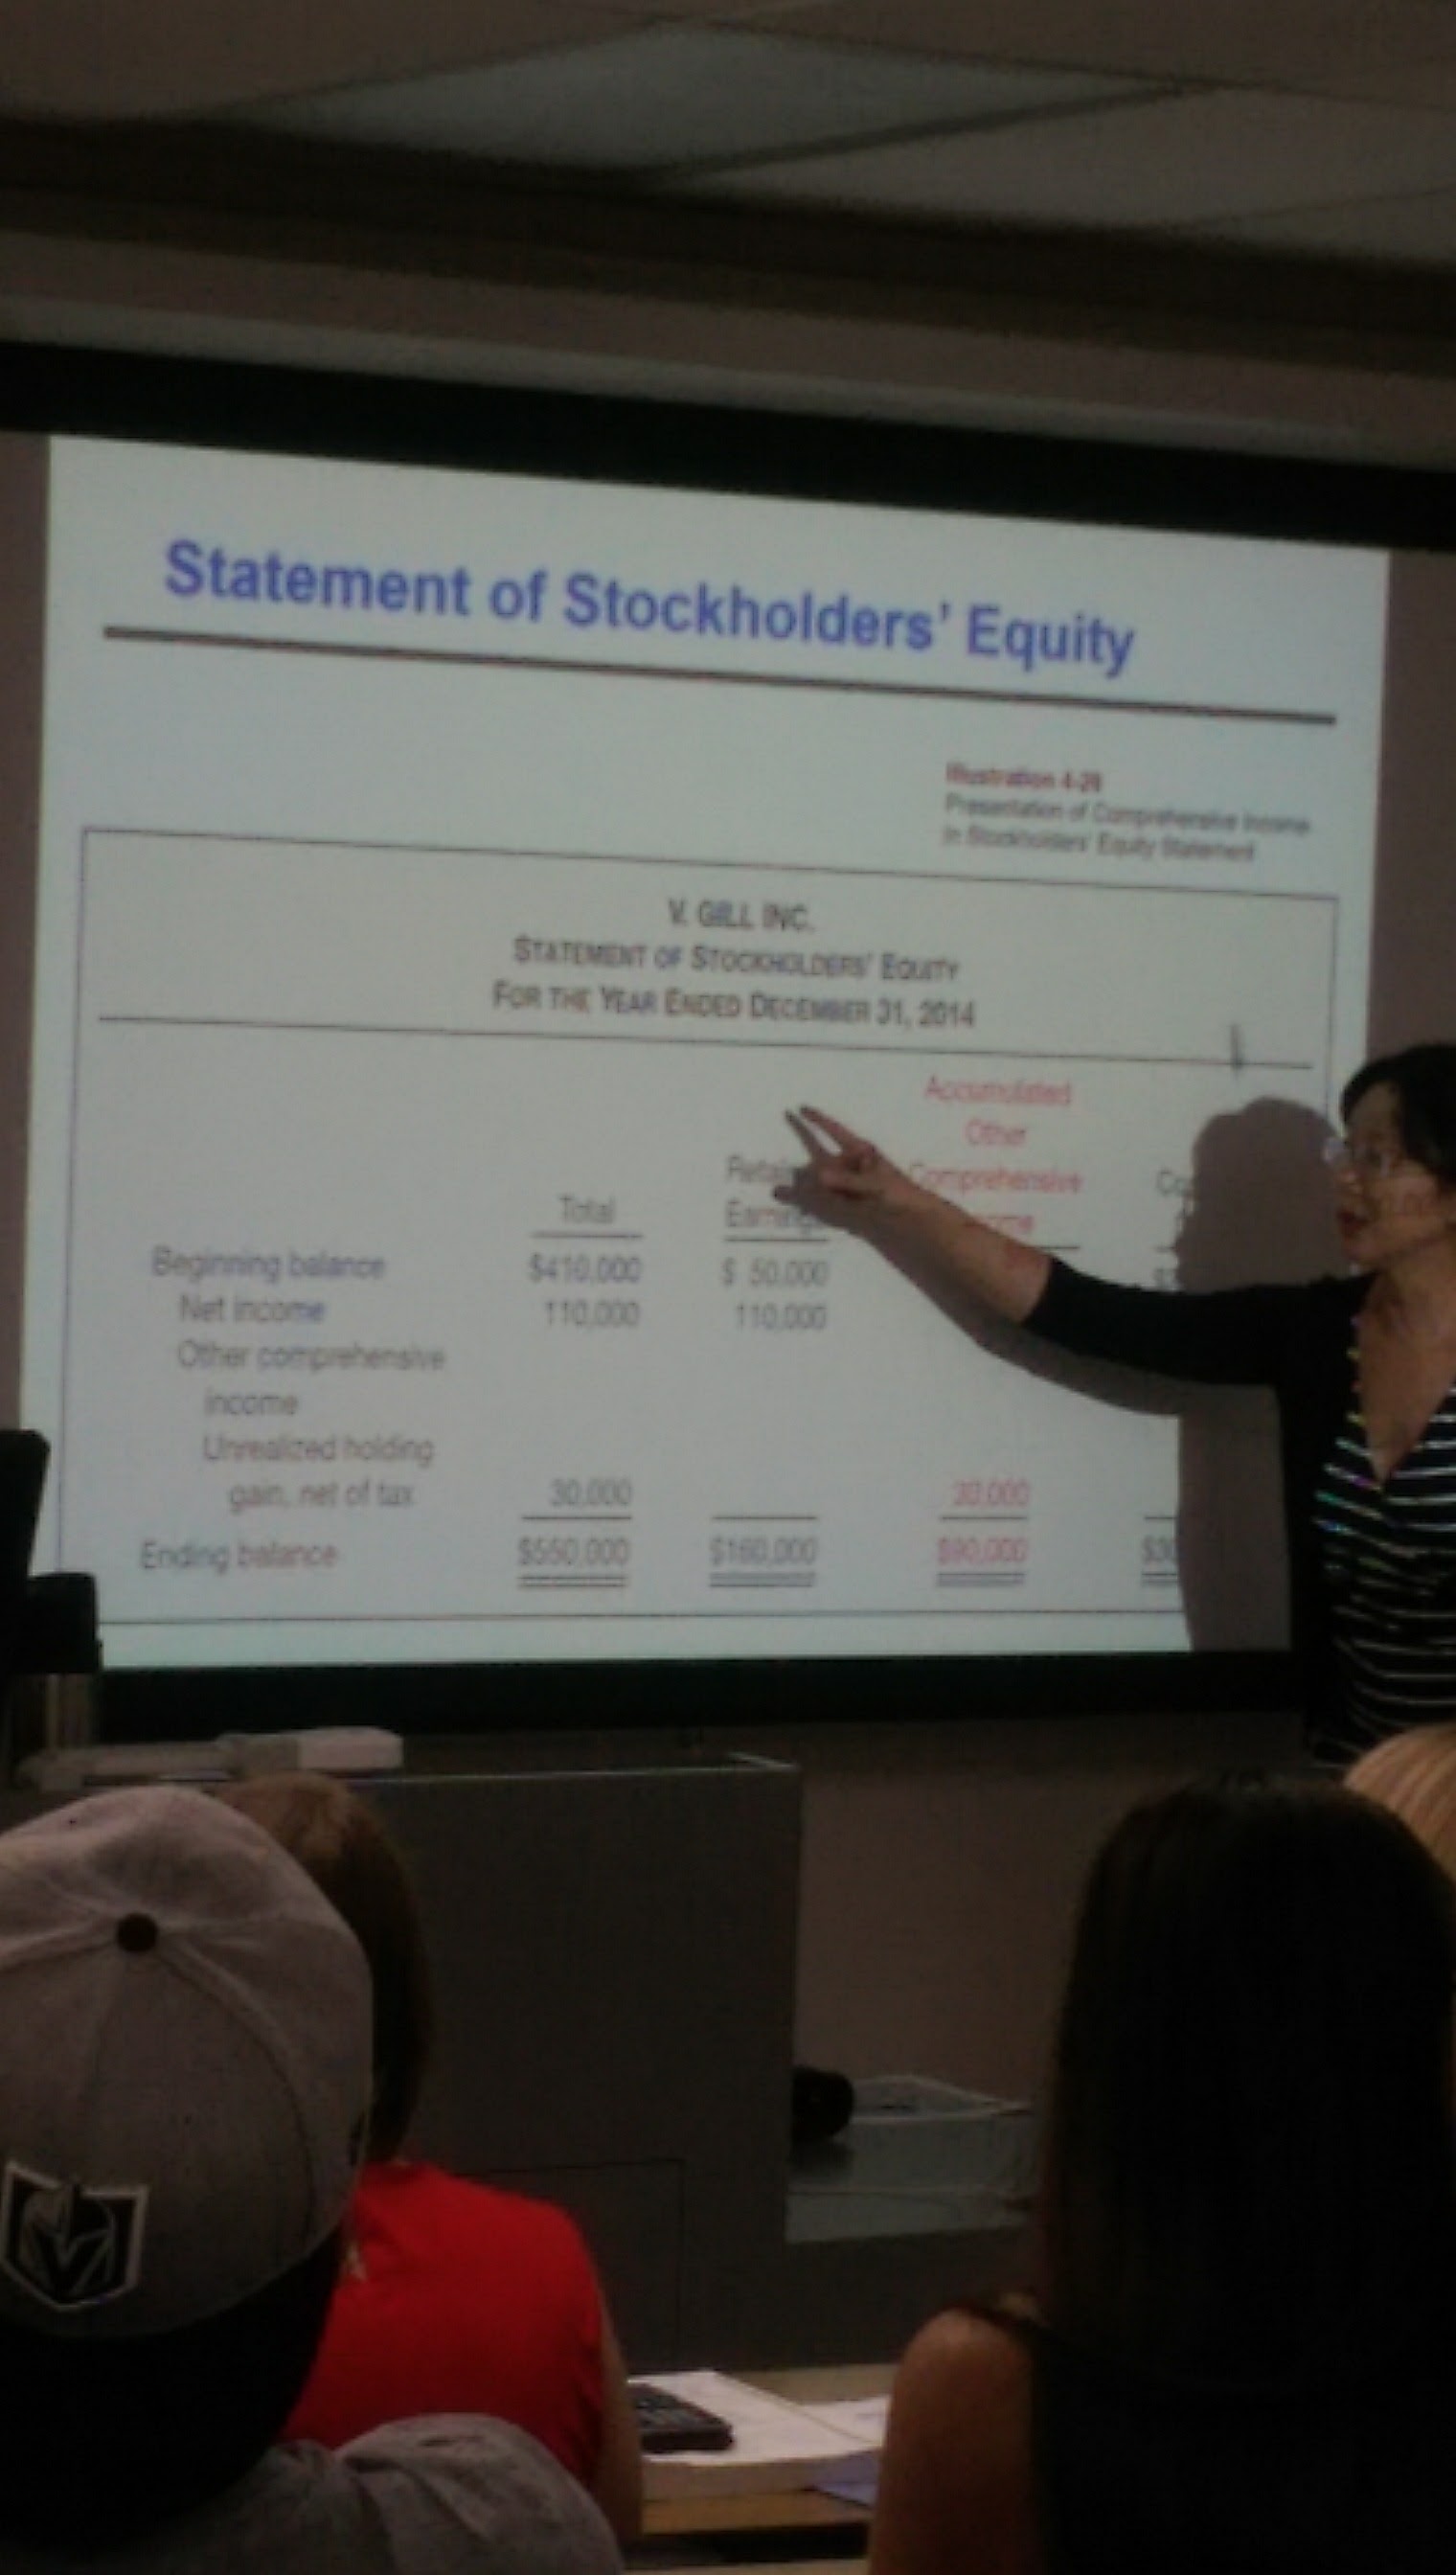 Statement of Stockholders' Equity
Illustration 4-28
Presentation of Comprehensive Income
in Stockholders' Equity Statement
V. GILL INC.
STATEMENT OF STOCKHOLDERS' EQUITY
FOR THE YEAR ENDED DECEMBER 31, 2014
Accumulated
Other
Comprehensive
Total
Beginning balance $410,000 $ 50,000
Net income 110,000 110,000
Other comprehensive
income
Unrealized holding
gain, net of tax 30,000 30,000
Ending balance $550,000 $160,000 $90,000